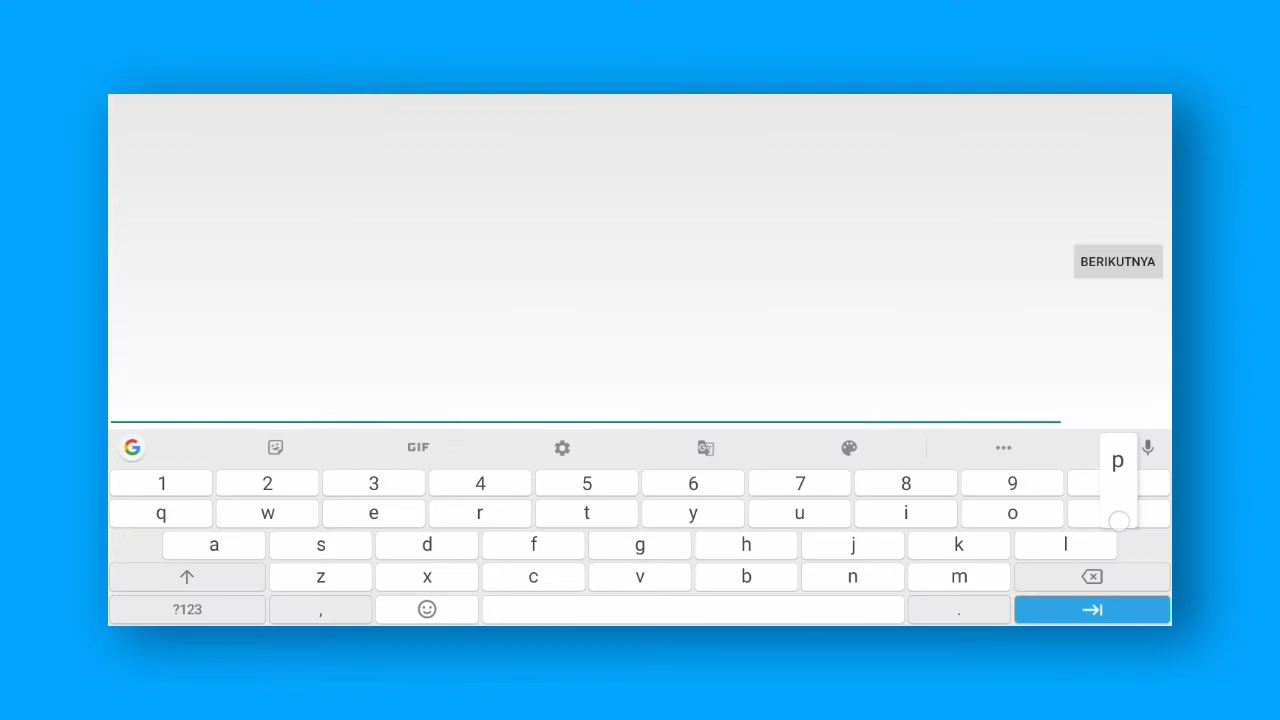 BERIKUTNYA
GIF
p
1 2 3 4 5 6 7 8 9
q w e r t y u i o
a s d f g h j k l
z x c v b n m
?123 , .